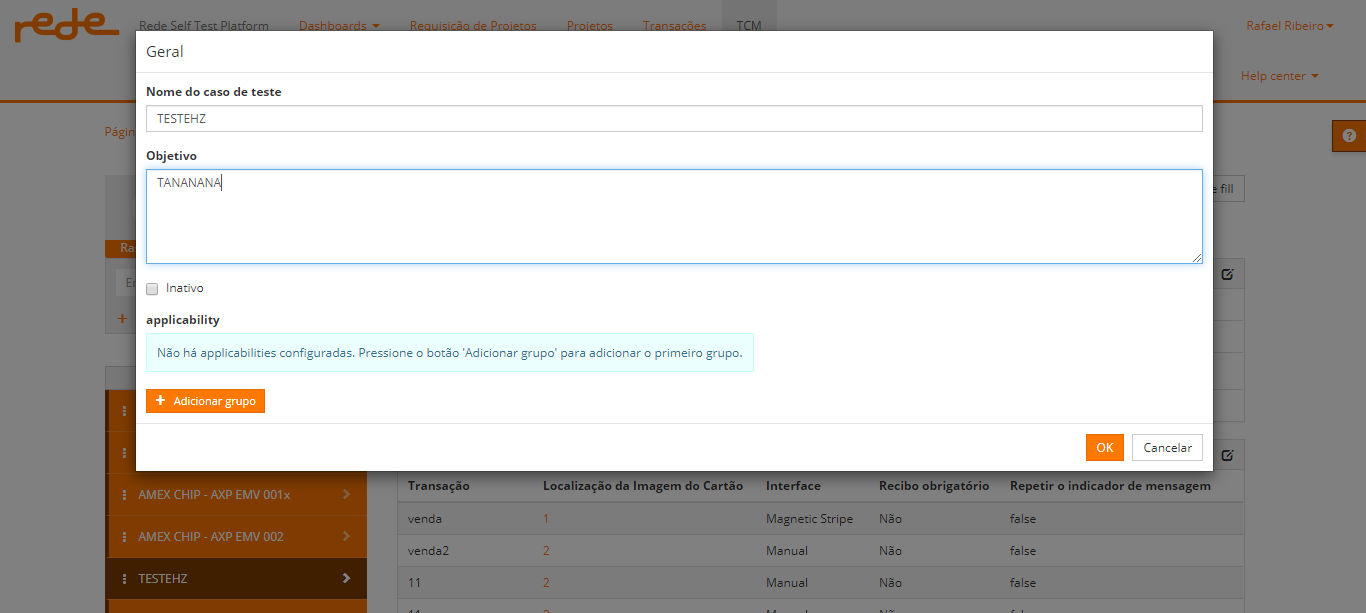 rede Rede Self Test Platform Dashboards Requisição de Projetos Projetos Transações TCM Rafael Ribeiro
Help center
Geral
Nome do caso de teste
TESTEHZ
Objetivo
TANANANA
Inativo
applicability
Não há applicabilities configuradas. Pressione o botão 'Adicionar grupo' para adicionar o primeiro grupo.
+ Adicionar grupo
OK Cancelar
Págin
fill
Ra
En
+
AMEX CHIP - AXP EMV 001x
AMEX CHIP - AXP EMV 002
TESTEHZ
Transação Localização da Imagem do Cartão Interface Recibo obrigatório Repetir o indicador de mensagem
venda 1 Magnetic Stripe Não false
venda2 2 Manual Não false
11 2 Manual Não false